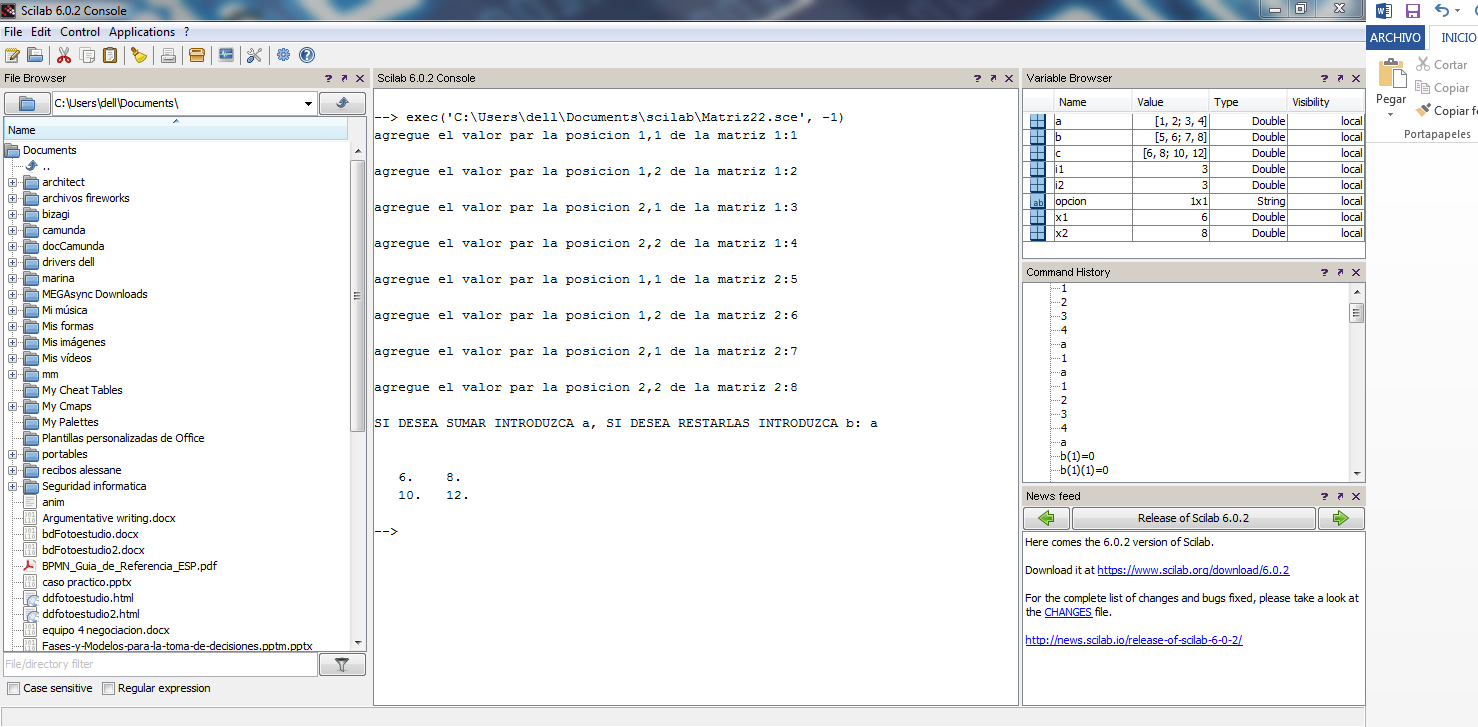 Scilab 6.0.2 Console
File Edit Control Applications ?
File Browser
C:\Users\dell\Documents\
Name
Documents
..
architect
archivos fireworks
bizagi
camunda
docCamunda
drivers dell
marina
MEGAsync Downloads
Mi música
Mis formas
Mis imágenes
Mis vídeos
mm
My Cheat Tables
My Cmaps
My Palettes
Plantillas personalizadas de Office
portables
recibos alessane
Seguridad informatica
anim
Argumentative writing.docx
bdFotoestudio.docx
bdFotoestudio2.docx
BPMN_Guia_de_Referencia_ESP.pdf
caso practico.pptx
ddfotoestudio.html
ddfotoestudio2.html
equipo 4 negociacion.docx
Fases-y-Modelos-para-la-toma-de-decisiones.pptm.pptx
File/directory filter
Case sensitive Regular expression
Scilab 6.0.2 Console
--> exec('C:\Users\dell\Documents\scilab\Matriz22.sce', -1)
agregue el valor par la posicion 1,1 de la matriz 1:1
agregue el valor par la posicion 1,2 de la matriz 1:2
agregue el valor par la posicion 2,1 de la matriz 1:3
agregue el valor par la posicion 2,2 de la matriz 1:4
agregue el valor par la posicion 1,1 de la matriz 2:5
agregue el valor par la posicion 1,2 de la matriz 2:6
agregue el valor par la posicion 2,1 de la matriz 2:7
agregue el valor par la posicion 2,2 de la matriz 2:8
SI DESEA SUMAR INTRODUZCA a, SI DESEA RESTARLAS INTRODUZCA b: a
6. 8.
10. 12.
-->
Variable Browser
Name Value Type Visibility
a [1, 2; 3, 4] Double local
b [5, 6; 7, 8] Double local
c [6, 8; 10, 12] Double local
i1 3 Double local
i2 3 Double local
ab opcion 1x1 String local
x1 6 Double local
x2 8 Double local
Command History
1
2
3
4
a
1
a
1
2
3
4
a
b(1)=0
b(1)(1)=0
News feed
Release of Scilab 6.0.2
Here comes the 6.0.2 version of Scilab.
Download it at https://www.scilab.org/download/6.0.2
For the complete list of changes and bugs fixed, please take a look at
the CHANGES file.
http://news.scilab.io/release-of-scilab-6-0-2/
ARCHIVO INICIO
Pegar
Cortar
Copiar
Copiar f
Portapapeles